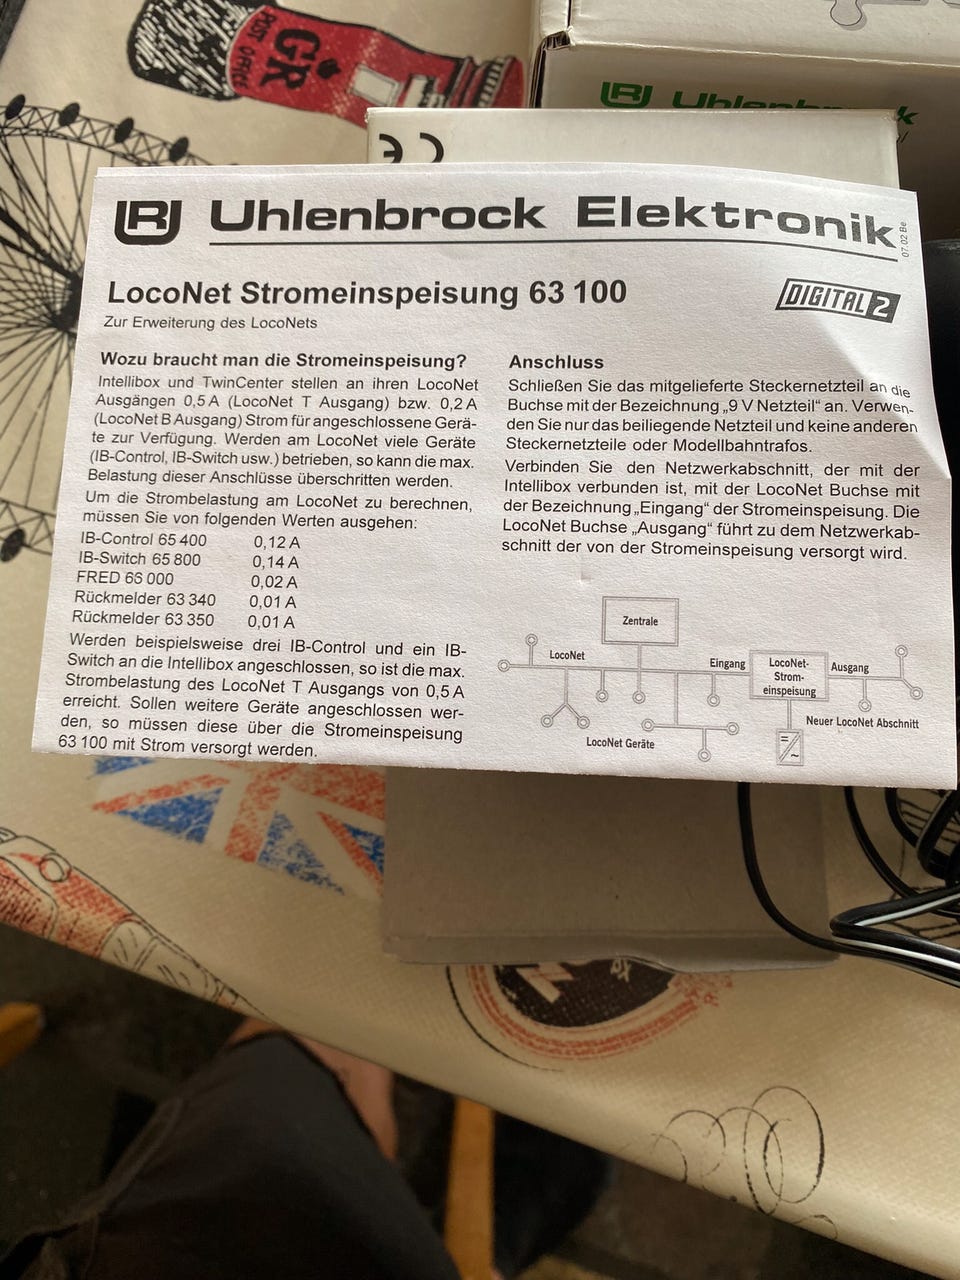 POST OFFICE
GR
Uhlenbrock
CE
Uhlenbrock Elektronik
07.02 Be
LocoNet Stromeinspeisung 63 100
DIGITAL 2
Zur Erweiterung des LocoNets
Wozu braucht man die Stromeinspeisung?
Intellibox und TwinCenter stellen an ihren LocoNet
Ausgängen 0,5 A (LocoNet T Ausgang) bzw. 0,2 A
(LocoNet B Ausgang) Strom für angeschlossene Gerä-
te zur Verfügung. Werden am LocoNet viele Geräte
(IB-Control, IB-Switch usw.) betrieben, so kann die max.
Belastung dieser Anschlüsse überschritten werden.
Um die Strombelastung am LocoNet zu berechnen,
müssen Sie von folgenden Werten ausgehen:
IB-Control 65 400 0,12 A
IB-Switch 65 800 0,14 A
FRED 66 000 0,02 A
Rückmelder 63 340 0,01 A
Rückmelder 63 350 0,01 A
Werden beispielsweise drei IB-Control und ein IB-
Switch an die Intellibox angeschlossen, so ist die max.
Strombelastung des LocoNet T Ausgangs von 0,5 A
erreicht. Sollen weitere Geräte angeschlossen wer-
den, so müssen diese über die Stromeinspeisung
63 100 mit Strom versorgt werden.
Anschluss
Schließen Sie das mitgelieferte Steckernetzteil an die
Buchse mit der Bezeichnung „9 V Netzteil“ an. Verwen-
den Sie nur das beiliegende Netzteil und keine anderen
Steckernetzteile oder Modellbahntrafos.
Verbinden Sie den Netzwerkabschnitt, der mit der
Intellibox verbunden ist, mit der LocoNet Buchse mit
der Bezeichnung „Eingang“ der Stromeinspeisung. Die
LocoNet Buchse „Ausgang“ führt zu dem Netzwerkab-
schnitt der von der Stromeinspeisung versorgt wird.
Zentrale
LocoNet
Eingang
LocoNet-
Strom-
einspeisung
Ausgang
Neuer LocoNet Abschnitt
LocoNet Geräte